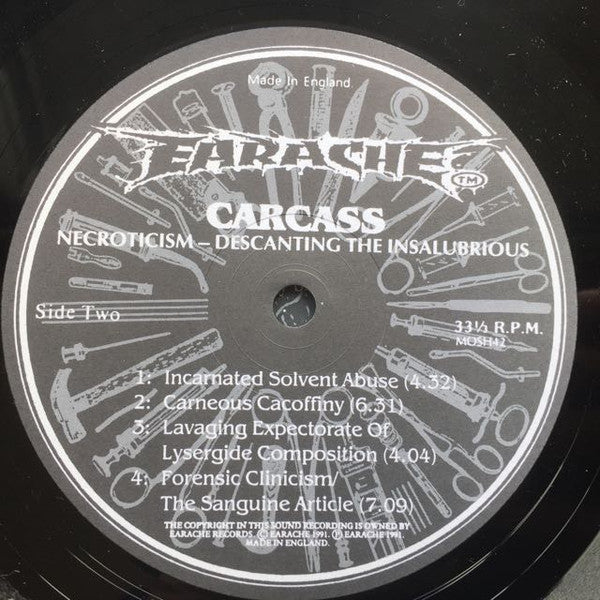 Made In England
EARACHE
TM
CARCASS
NECROTICISM – DESCANTING THE INSALUBRIOUS
Side Two
33⅓ R.P.M.
MOSH42
1: Incarnated Solvent Abuse (4.32)
2: Carneous Cacoffiny (6.31)
3: Lavaging Expectorate Of
Lysergide Composition (4.04)
4: Forensic Clinicism/
The Sanguine Article (7.09)
THE COPYRIGHT IN THIS SOUND RECORDING IS OWNED BY
EARACHE RECORDS. Ⓒ EARACHE 1991. Ⓟ EARACHE 1991.
MADE IN ENGLAND.